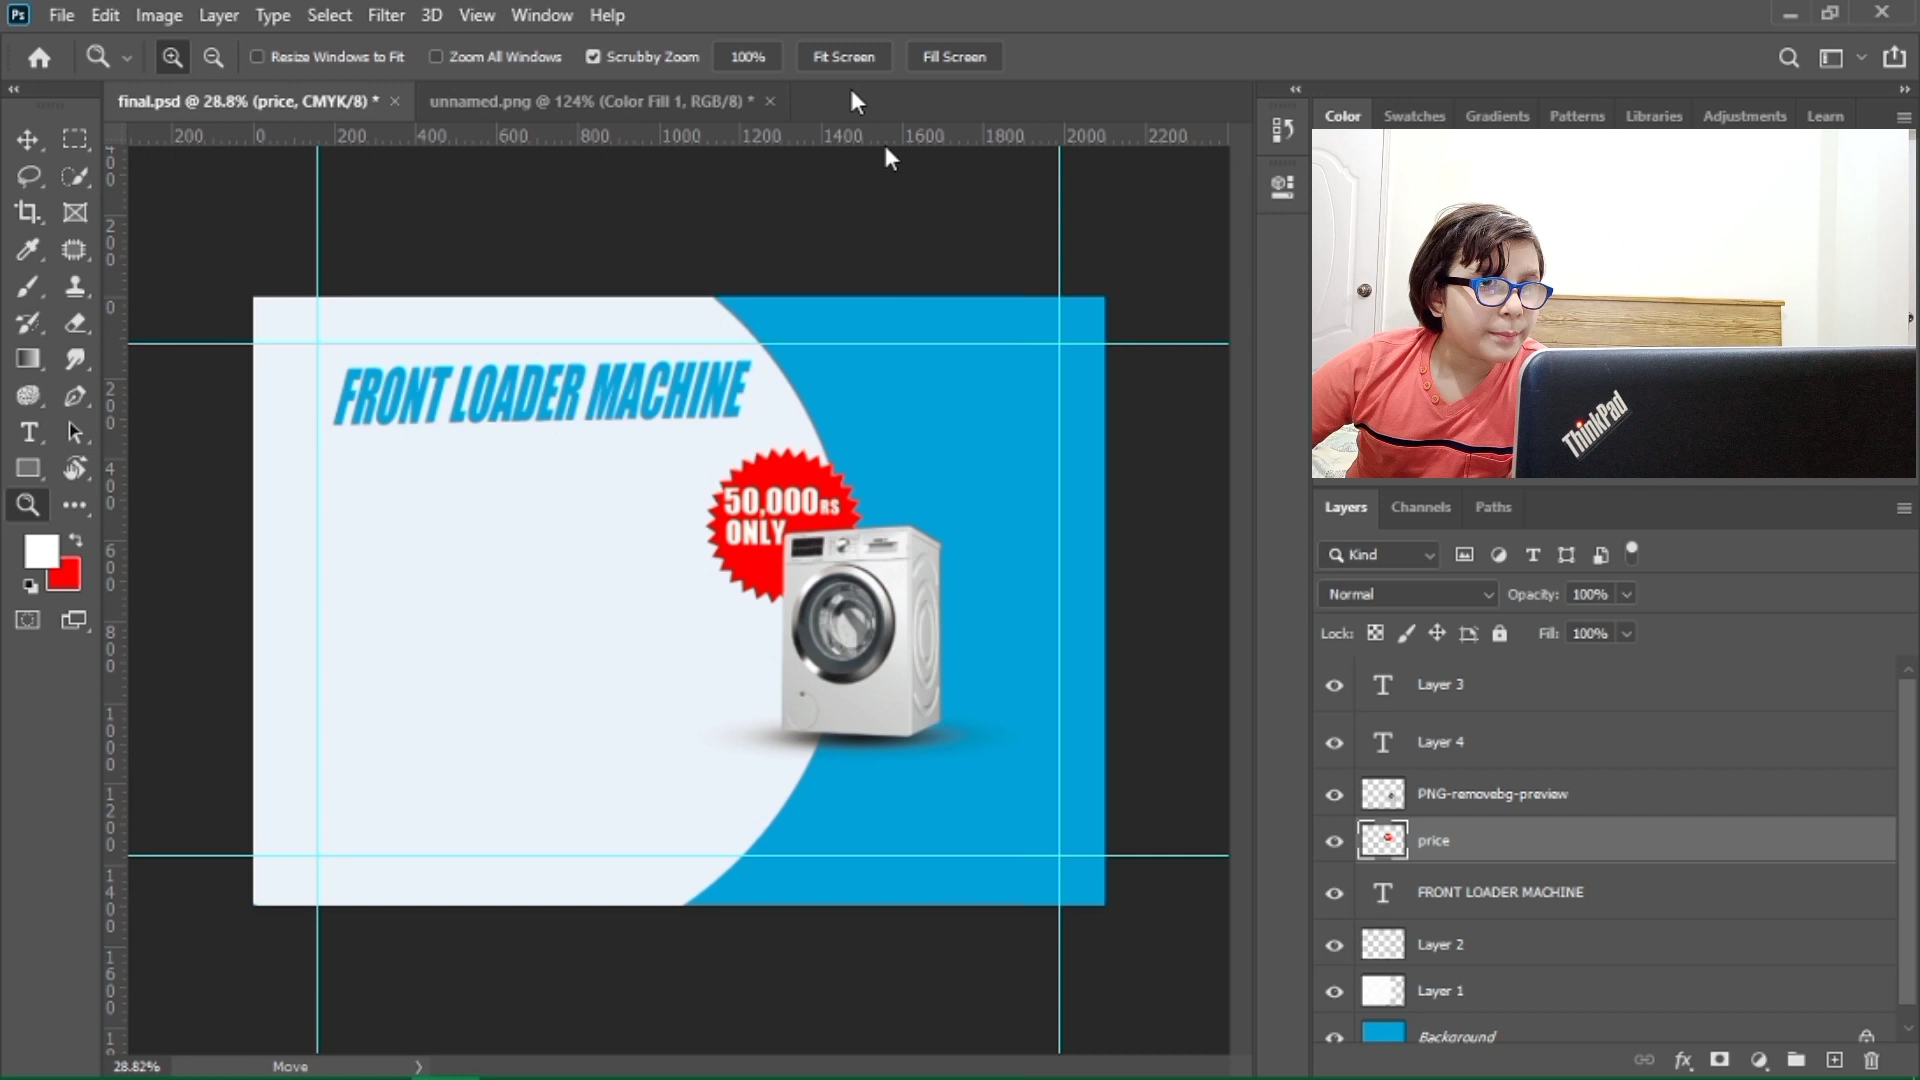 Ps File Edit Image Layer Type Select Filter 3D View Window Help
Resize Windows to Fit Zoom All Windows Scrubby Zoom 100% Fit Screen Fill Screen
final.psd @ 28.8% (price, CMYK/8) * unnamed.png @ 124% (Color Fill 1, RGB/8) *
200 0 200 400 600 800 1000 1200 1400 1600 1800 2000 2200
Color Swatches Gradients Patterns Libraries Adjustments Learn
FRONT LOADER MACHINE
50,000RS
ONLY
ThinkPad
Layers Channels Paths
Kind
Normal Opacity: 100%
Lock: Fill: 100%
Layer 3
Layer 4
PNG-removebg-preview
price
FRONT LOADER MACHINE
Layer 2
Layer 1
Background
28.82% Move